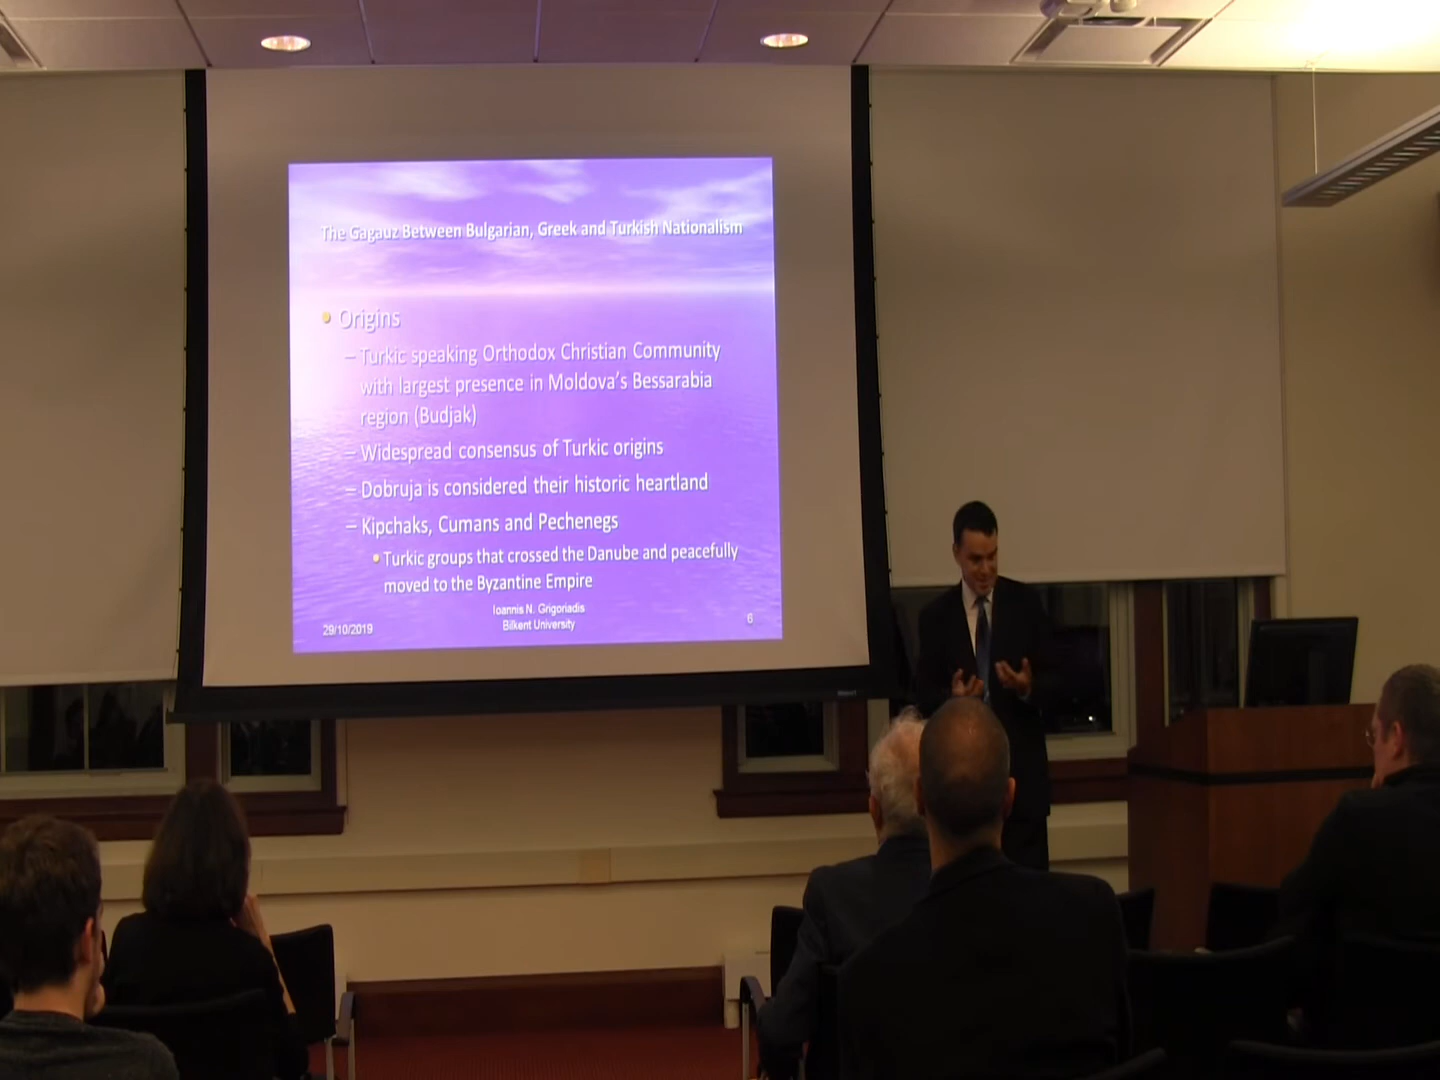 The Gagauz Between Bulgarian, Greek and Turkish Nationalism
• Origins
– Turkic speaking Orthodox Christian Community
with largest presence in Moldova's Bessarabia
region (Budjak)
– Widespread consensus of Turkic origins
– Dobruja is considered their historic heartland
– Kipchaks, Cumans and Pechenegs
• Turkic groups that crossed the Danube and peacefully
moved to the Byzantine Empire
29/10/2019
Ioannis N. Grigoriadis
Bilkent University
6